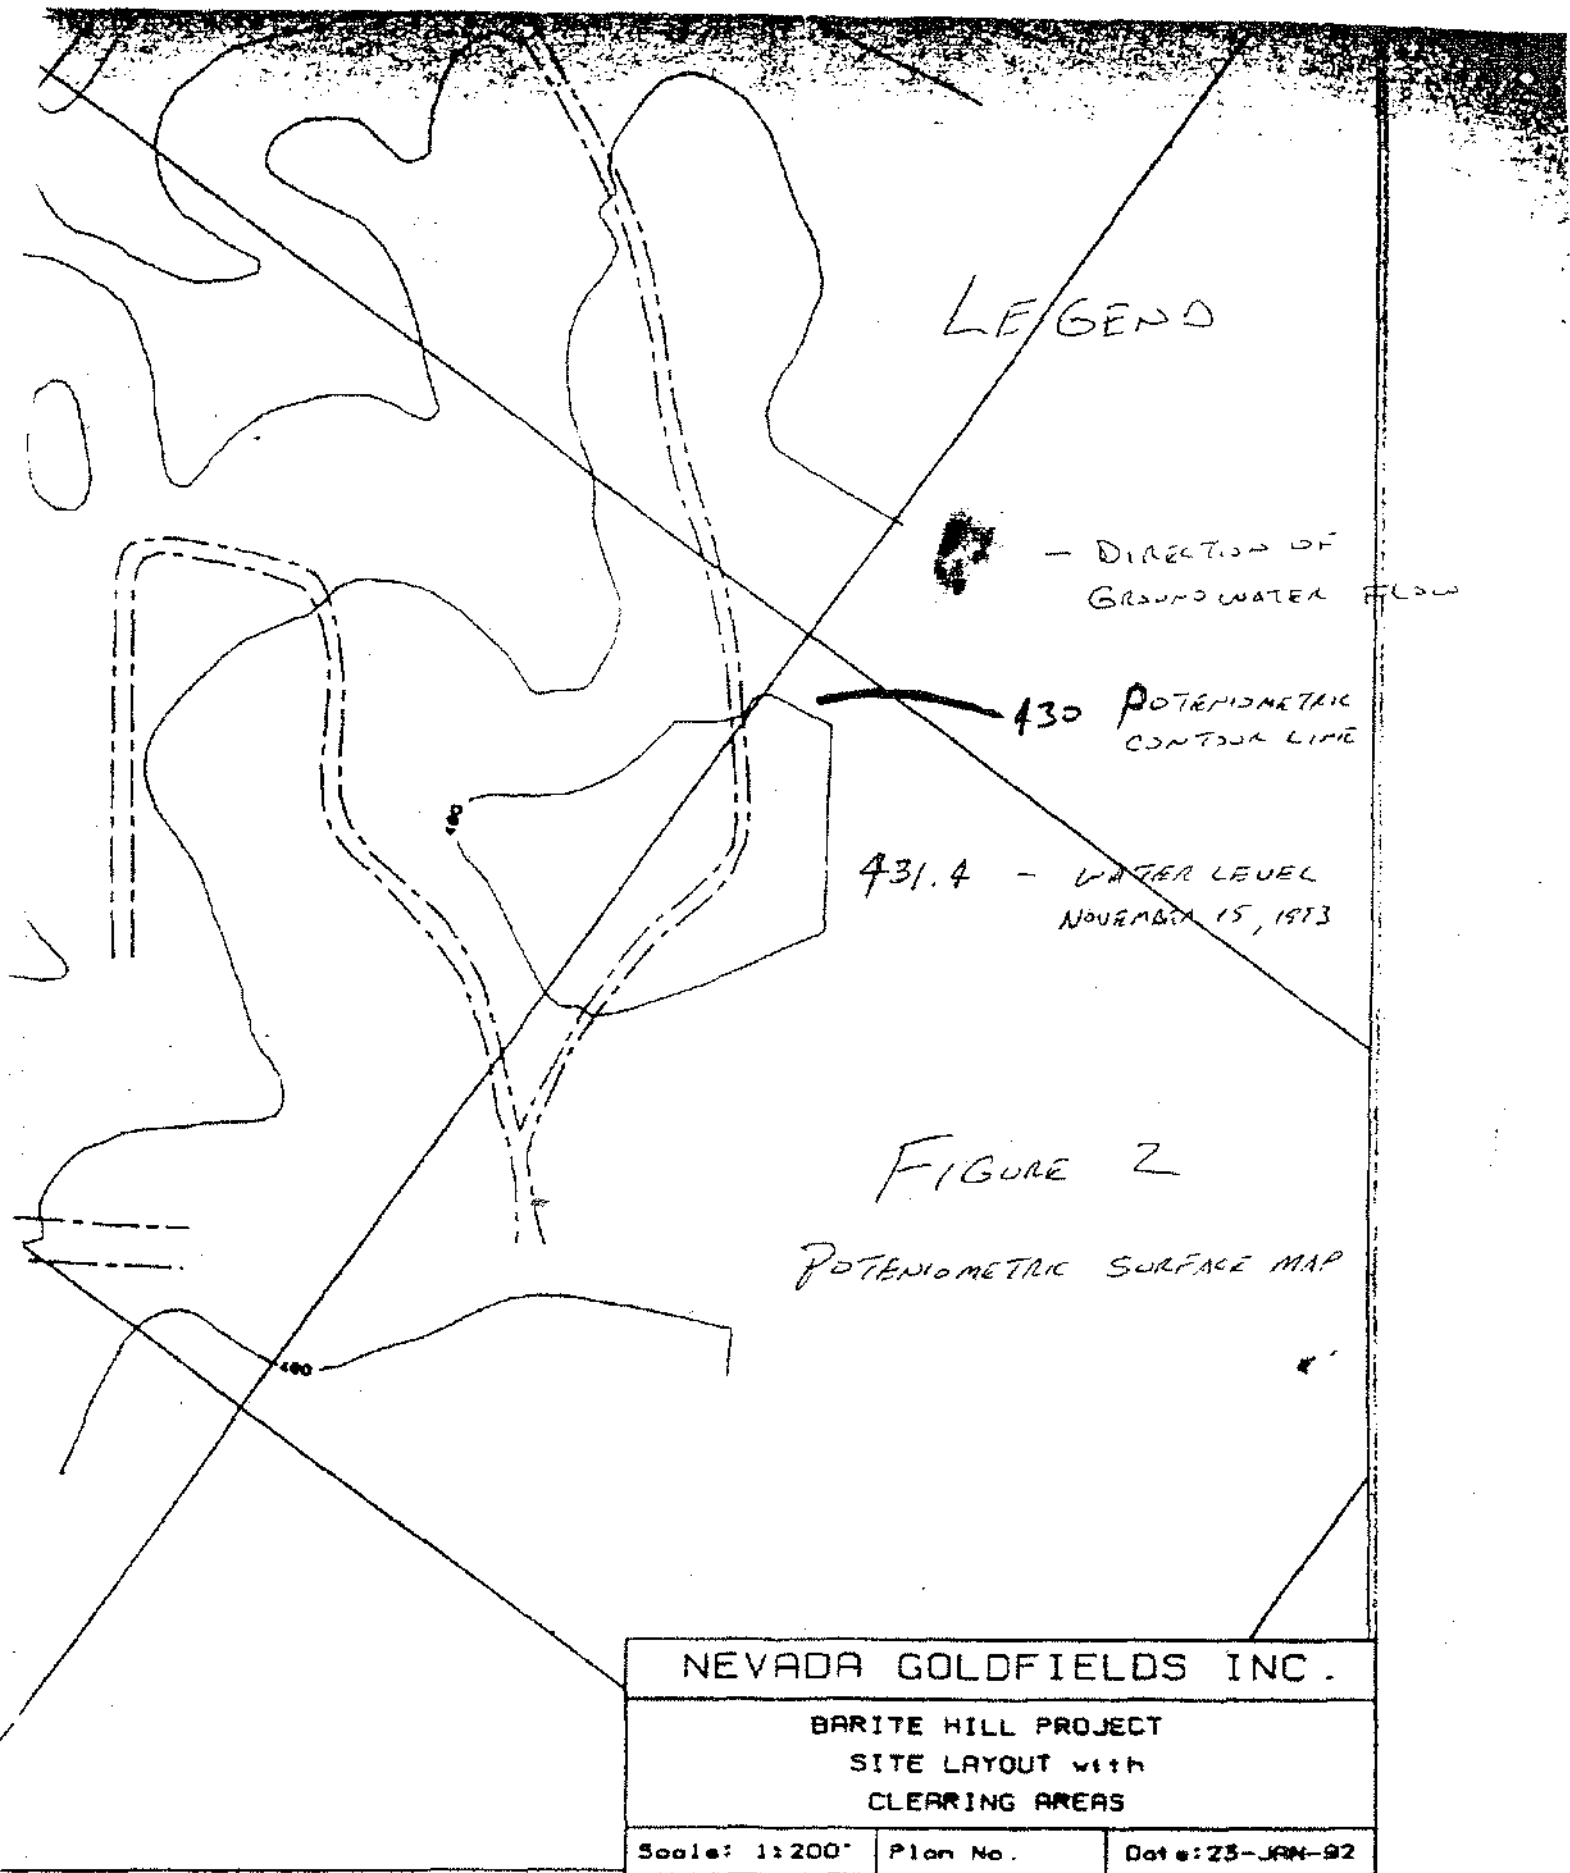 LEGEND
- DIRECTION OF
GROUNDWATER FLOW
430 POTENIOMETRIC
CONTOUR LINE
431.4 - WATER LEVEL
NOVEMBER 15, 1993
FIGURE 2
POTENIOMETRIC SURFACE MAP
NEVADA GOLDFIELDS INC.
BARITE HILL PROJECT
SITE LAYOUT with
CLEARING AREAS
Scale: 1:200' Plan No. Date:23-JAN-92